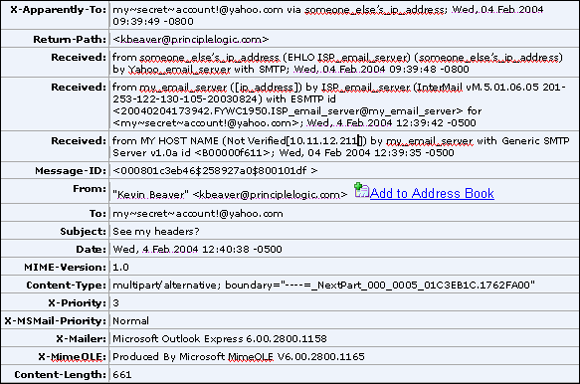 X-Apparently-To: my~secret~account!@yahoo.com via someone_else's_ip_address; Wed, 04 Feb 2004
09:39:49 -0800
Return-Path: <kbeaver@principlelogic.com>
Received: from someone_else's_ip_address (EHLO ISP_email_server) (someone_else's_ip_address)
by Yahoo_email_server with SMTP; Wed, 04 Feb 2004 09:39:48 -0800
Received: from my_email_server ([ip_address]) by ISP_email_server (InterMail vM.5.01.06.05 201-
253-122-130-105-20030824) with ESMTP id
<20040204173942.FYWC1950.ISP_email_server@my_email_server> for
<my~secret~account!@yahoo.com>; Wed, 4 Feb 2004 12:39:42 -0500
Received: from MY HOST NAME (Not Verified[10.11.12.211]) by my_email_server with Generic SMTP
Server v1.0a id <B00000f611>; Wed, 04 Feb 2004 12:39:35 -0500
Message-ID: <000801c3eb46$258927a0$800101df >
From: "Kevin Beaver" <kbeaver@principlelogic.com> Add to Address Book
To: my~secret~account!@yahoo.com
Subject: See my headers?
Date: Wed, 4 Feb 2004 12:40:38 -0500
MIME-Version: 1.0
Content-Type: multipart/alternative; boundary="----=_NextPart_000_0005_01C3EB1C.1762FA00"
X-Priority: 3
X-MSMail-Priority: Normal
X-Mailer: Microsoft Outlook Express 6.00.2800.1158
X-MimeOLE: Produced By Microsoft MimeOLE V6.00.2800.1165
Content-Length: 661